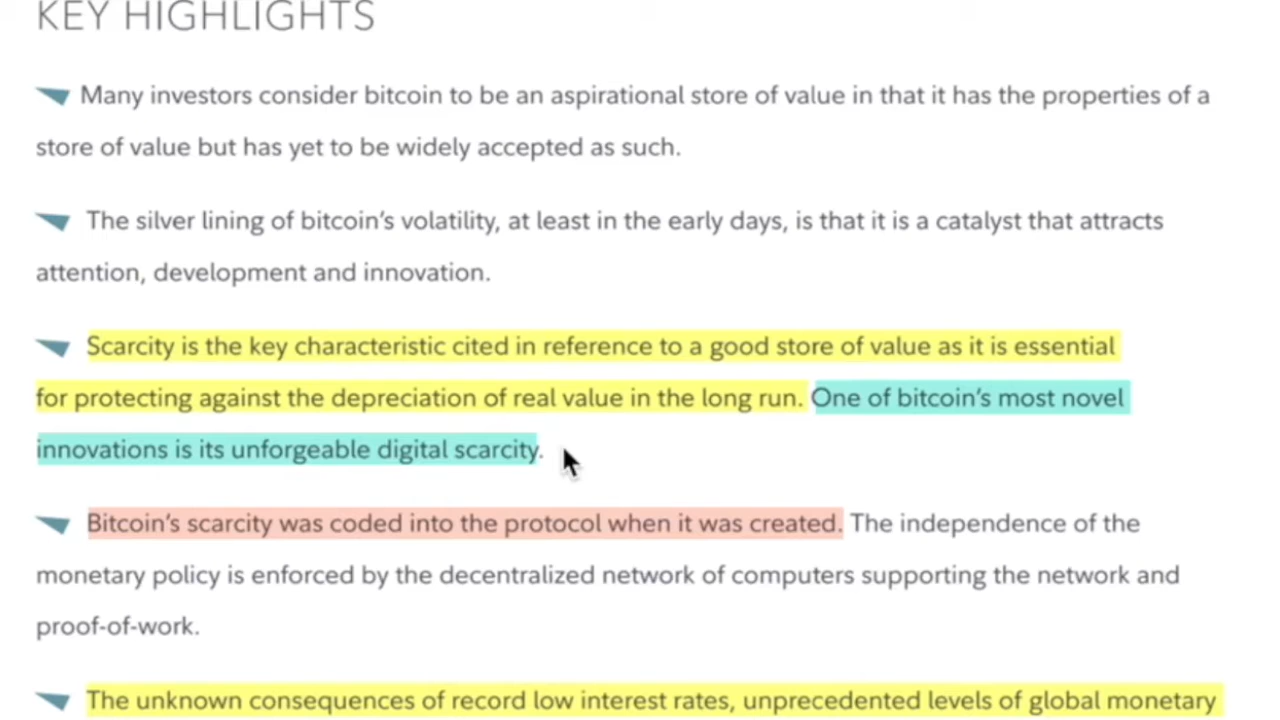 KEY HIGHLIGHTS
Many investors consider bitcoin to be an aspirational store of value in that it has the properties of a
store of value but has yet to be widely accepted as such.
The silver lining of bitcoin’s volatility, at least in the early days, is that it is a catalyst that attracts
attention, development and innovation.
Scarcity is the key characteristic cited in reference to a good store of value as it is essential
for protecting against the depreciation of real value in the long run. One of bitcoin’s most novel
innovations is its unforgeable digital scarcity.
Bitcoin’s scarcity was coded into the protocol when it was created. The independence of the
monetary policy is enforced by the decentralized network of computers supporting the network and
proof-of-work.
The unknown consequences of record low interest rates, unprecedented levels of global monetary